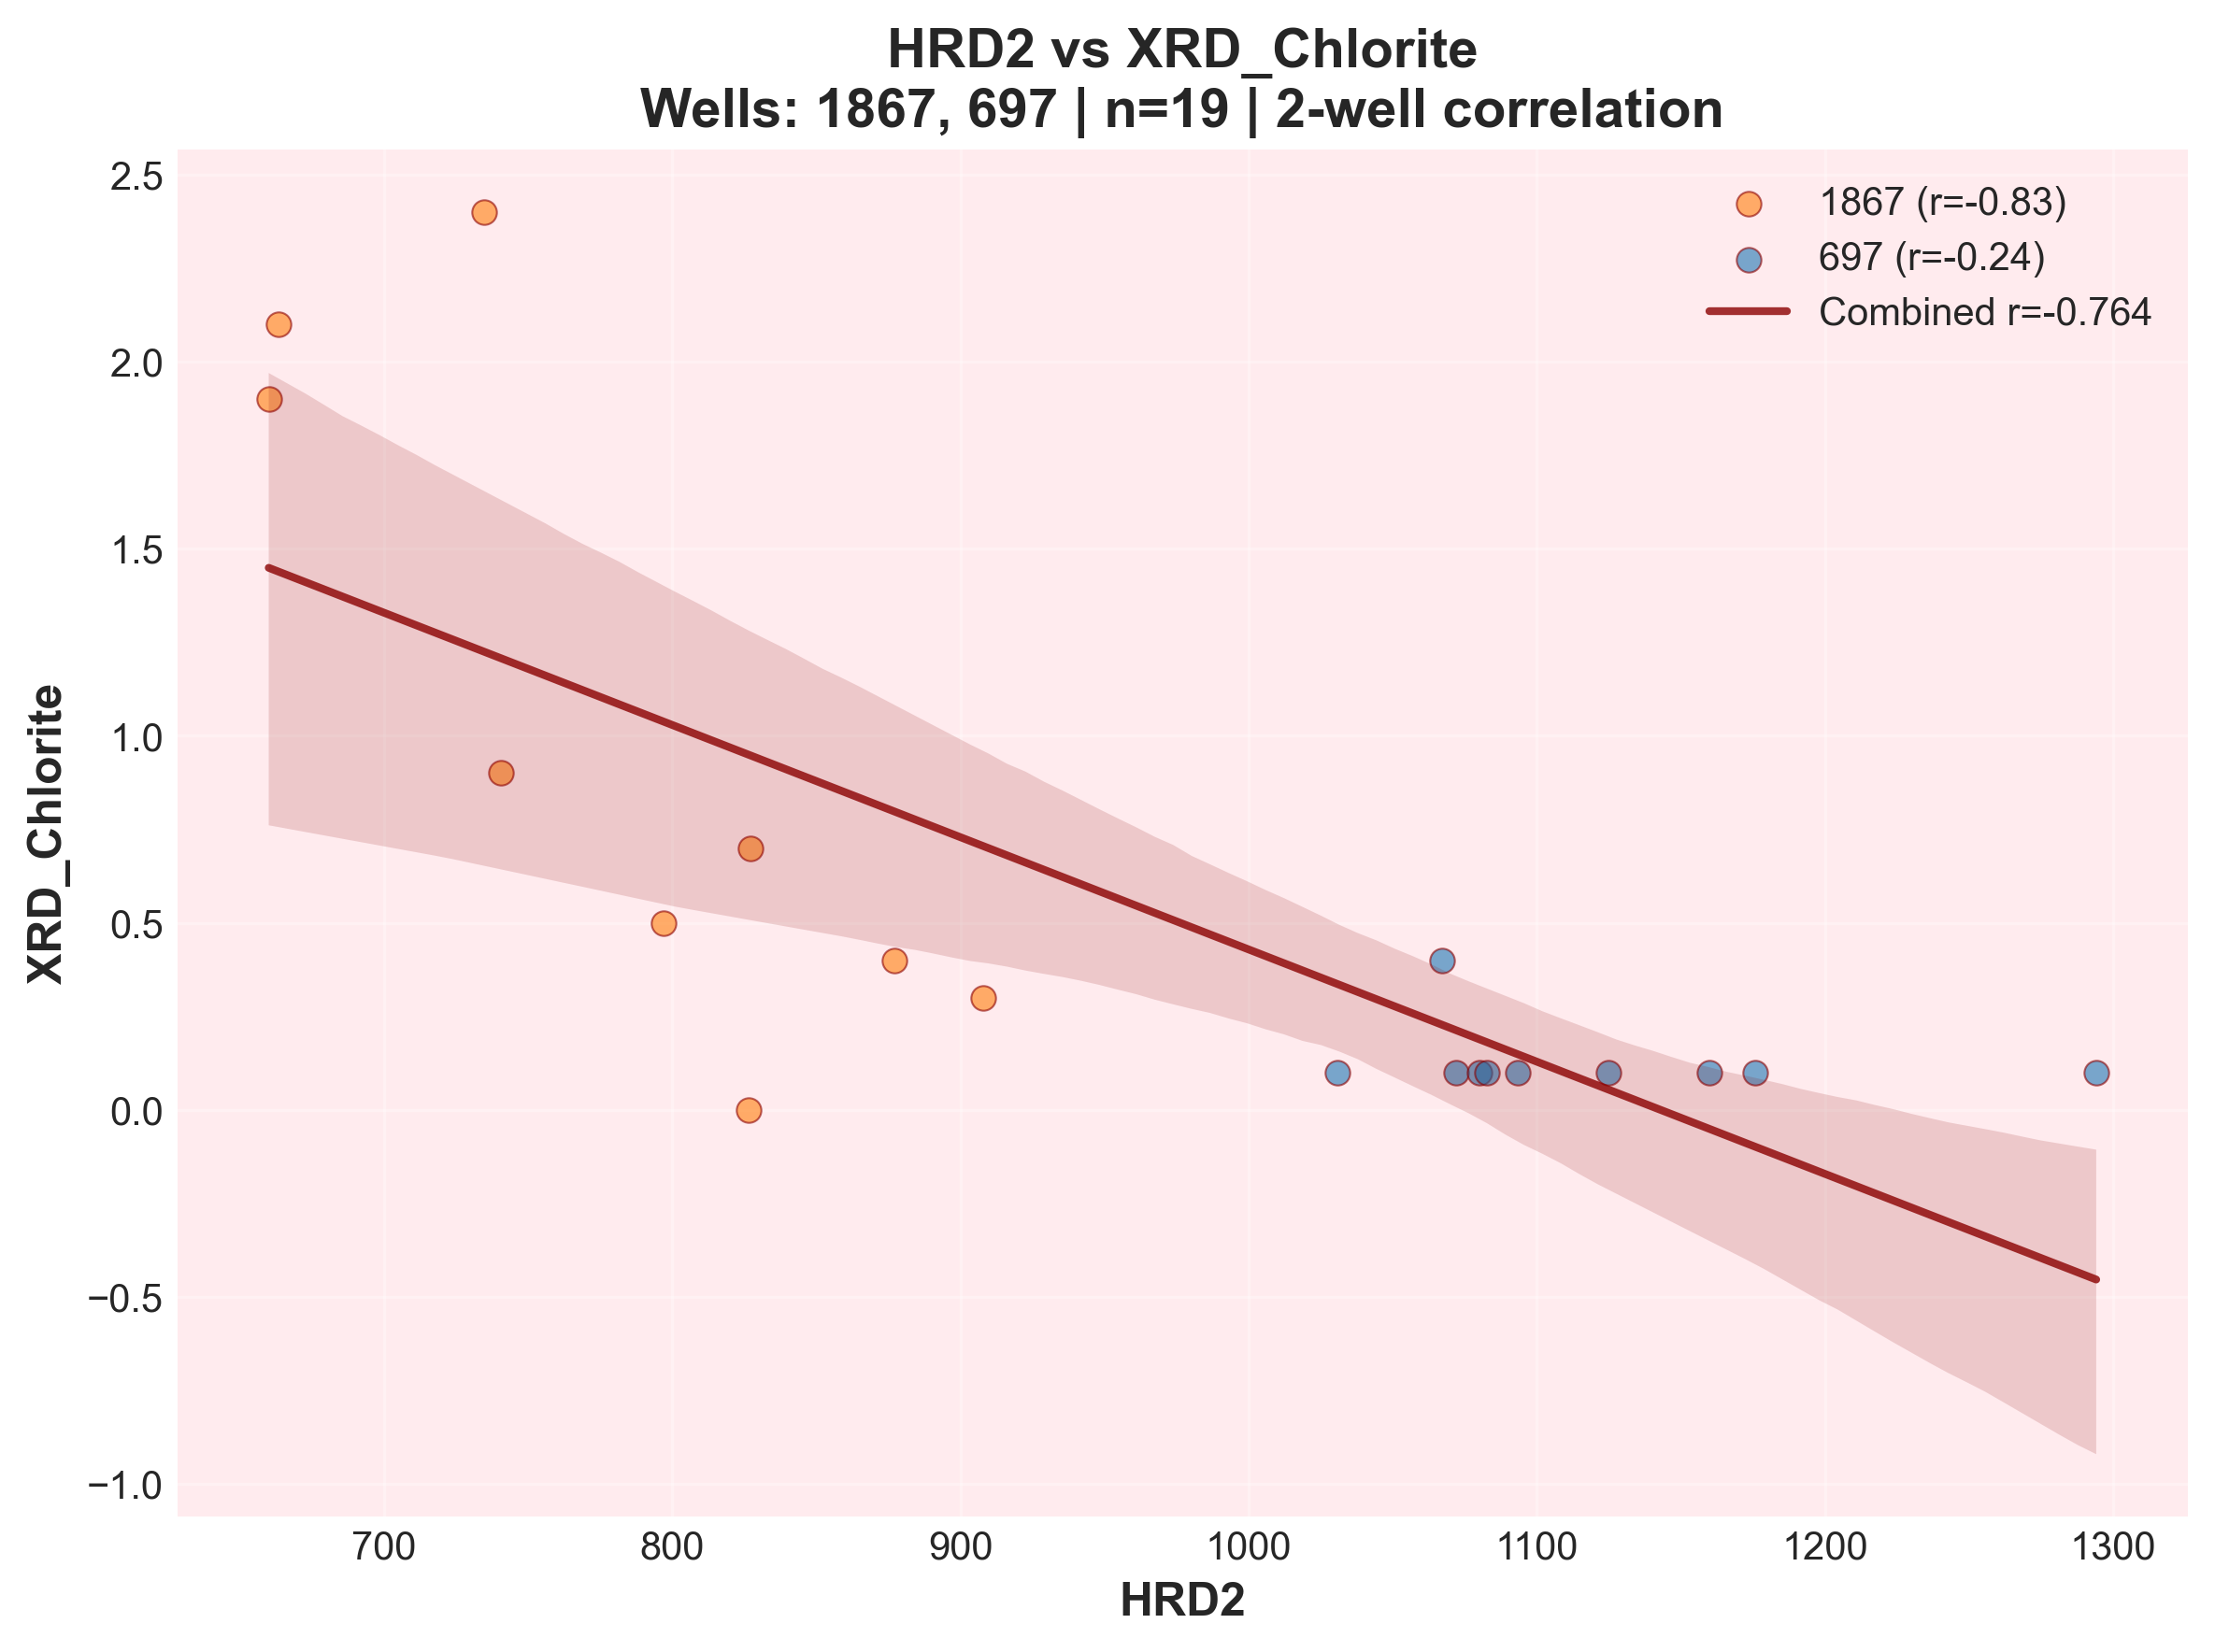 HRD2 vs XRD_Chlorite
Wells: 1867, 697 | n=19 | 2-well correlation
1867 (r=-0.83)
697 (r=-0.24)
Combined r=-0.764
XRD_Chlorite
2.5
2.0
1.5
1.0
0.5
0.0
−0.5
−1.0
700 800 900 1000 1100 1200 1300
HRD2